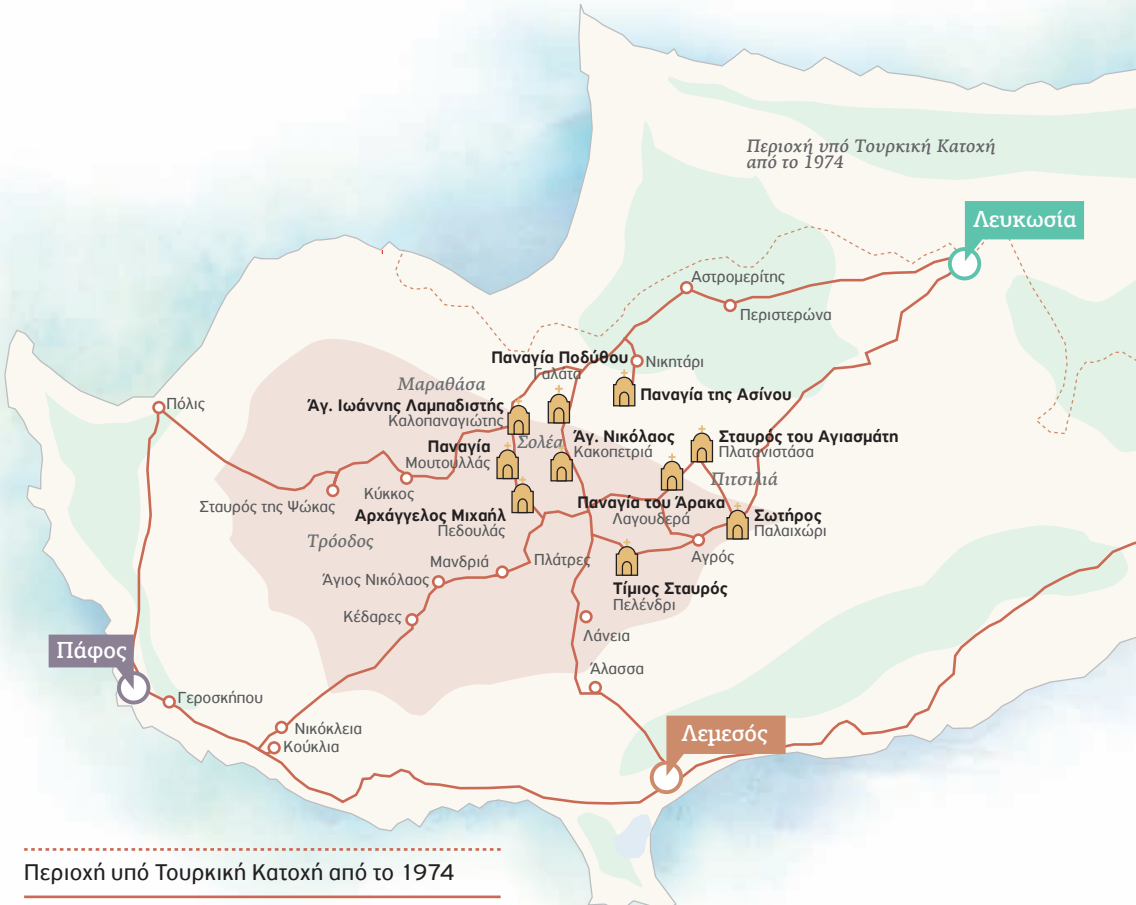 Περιοχή υπό Τουρκική Κατοχή
από το 1974
Λευκωσία
Αστρομερίτης
Περιστερώνα
Παναγία Ποδύθου
Γαλάτα
Νικητάρι
Μαραθάσα
Παναγία της Ασίνου
Πόλις
Άγ. Ιωάννης Λαμπαδιστής
Καλοπαναγιώτης
Παναγία
Μουτουλλάς
Σολέα
Άγ. Νικόλαος
Κακοπετριά
Σταυρός του Αγιασμάτη
Πλατανιστάσα
Πιτσιλιά
Σταυρός της Ψώκας
Κύκκος
Αρχάγγελος Μιχαήλ
Πεδουλάς
Παναγία του Άρακα
Λαγουδερά
Σωτήρος
Παλαιχώρι
Τρόοδος
Μανδριά
Πλάτρες
Αγρός
Άγιος Νικόλαος
Τίμιος Σταυρός
Πελένδρι
Κέδαρες
Λάνεια
Πάφος
Άλασσα
Γεροσκήπου
Νικόκλεια
Κούκλια
Λεμεσός
Περιοχή υπό Τουρκική Κατοχή από το 1974